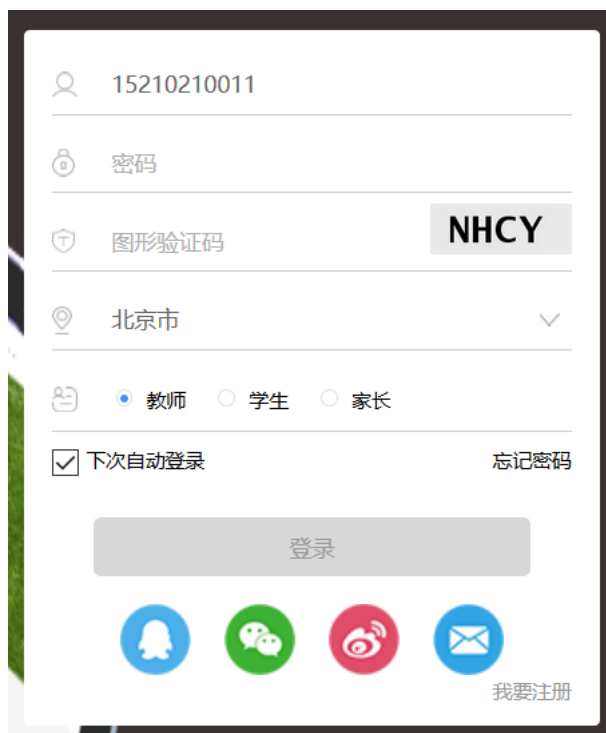 15210210011
密码
图形验证码 NHCY
北京市
教师 学生 家长
下次自动登录 忘记密码
登录
我要注册